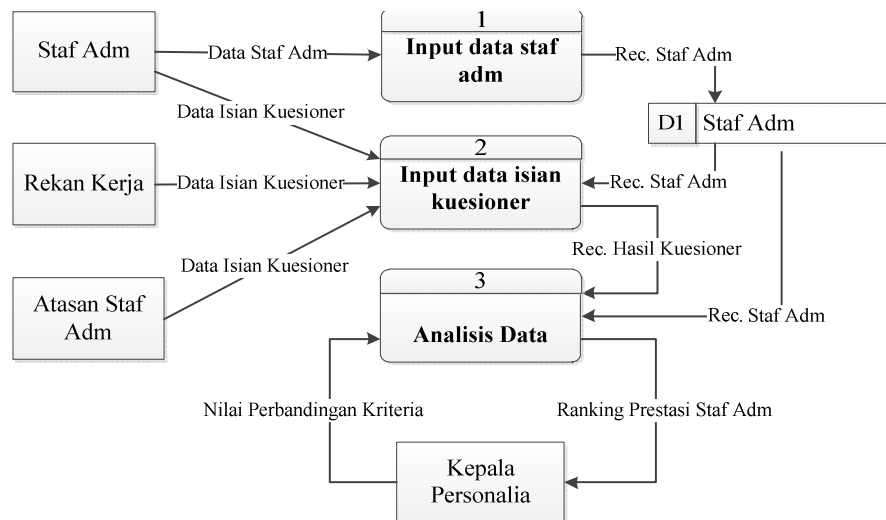 1
Staf Adm
Data Staf Adm
Input data staf
adm
Rec. Staf Adm
Data Isian Kuesioner
D1 Staf Adm
2
Rekan Kerja
Data Isian Kuesioner
Input data isian
kuesioner
Rec. Staf Adm
Data Isian Kuesioner
Rec. Hasil Kuesioner
3
Atasan Staf
Adm
Analisis Data
Rec. Staf Adm
Nilai Perbandingan Kriteria
Ranking Prestasi Staf Adm
Kepala
Personalia